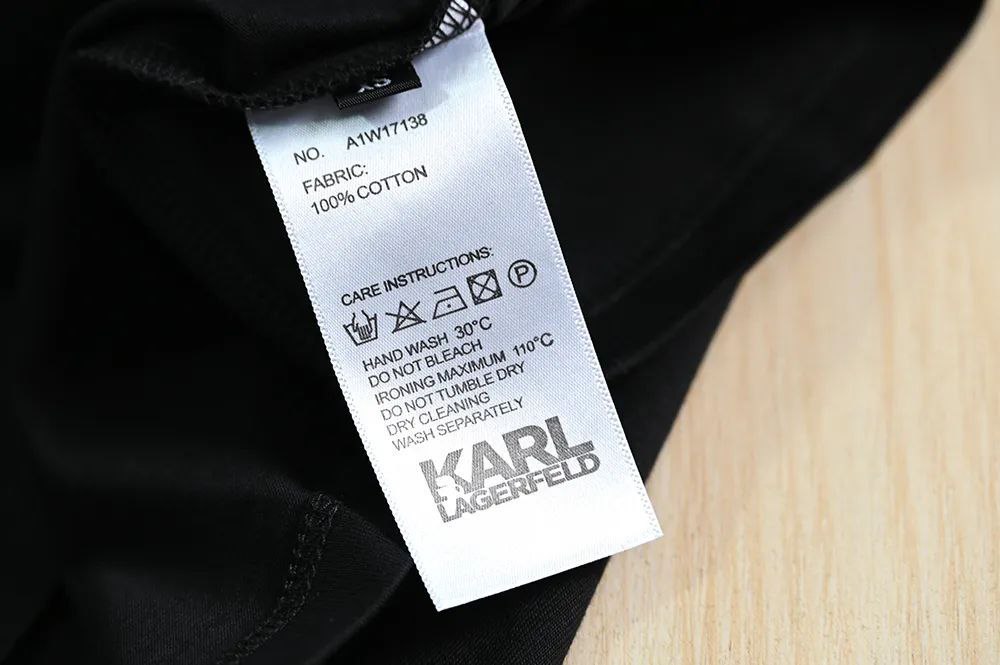 XS
NO. A1W17138
FABRIC:
100% COTTON
CARE INSTRUCTIONS:
P
HAND WASH 30°C
DO NOT BLEACH
IRONING MAXIMUM 110°C
DO NOT TUMBLE DRY
DRY CLEANING
WASH SEPARATELY
KARL
LAGERFELD